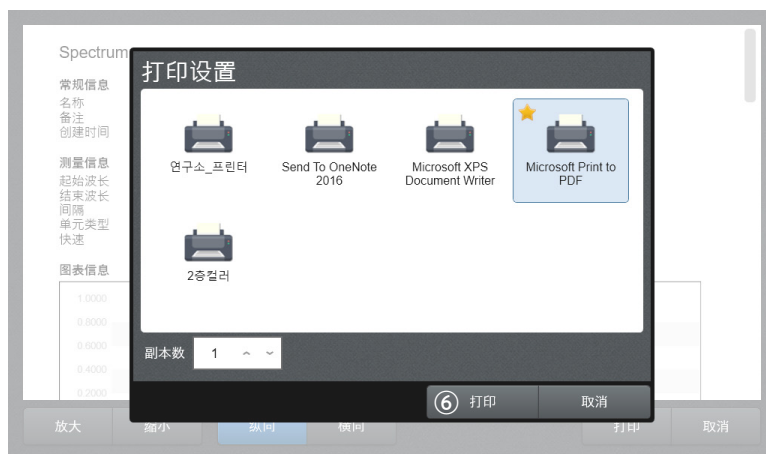 Spectrum
常规信息
名称
备注
创建时间
测量信息
起始波长
结束波长
间隔
单元类型
快速
图表信息
1.0000
0.8000
0.6000
0.4000
0.2000
打印设置
연구소_프린터
Send To OneNote
2016
Microsoft XPS
Document Writer
Microsoft Print to
PDF
2층컬러
副本数 1
⑥ 打印 取消
放大 缩小 纵向 横向 打印 取消